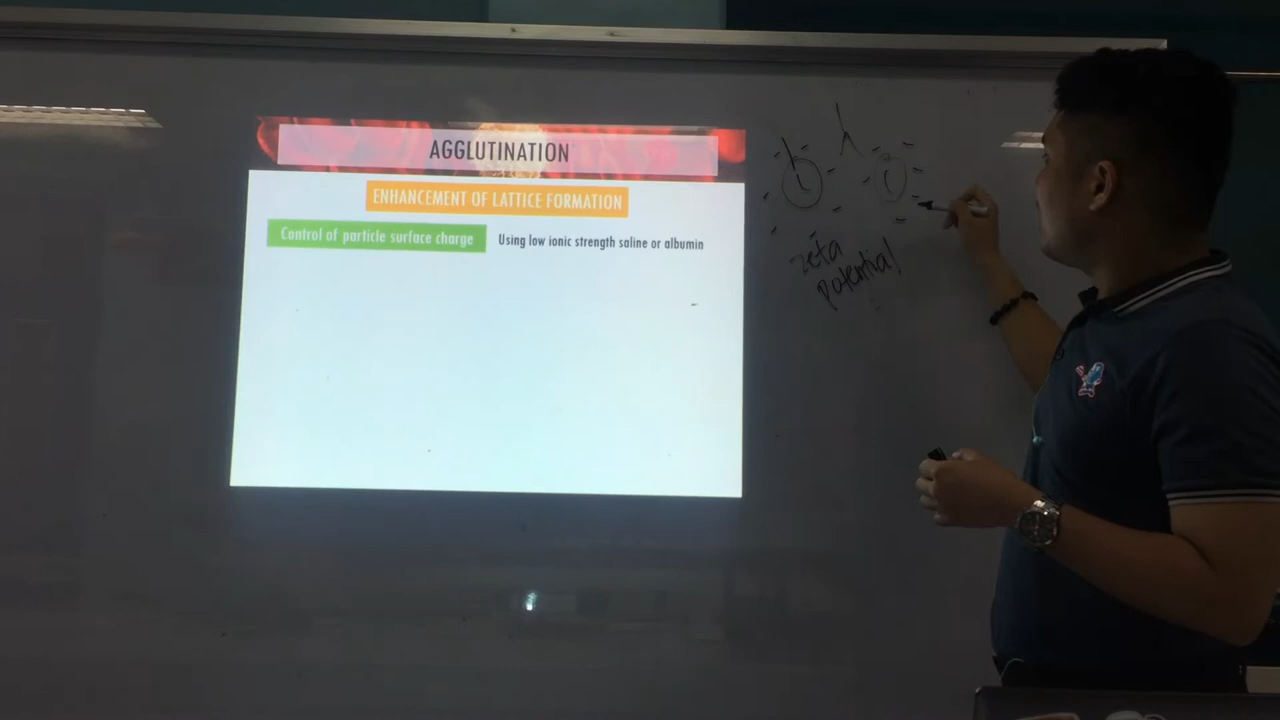 AGGLUTINATION
ENHANCEMENT OF LATTICE FORMATION
Control of particle surface charge
Using low ionic strength saline or albumin
zeta
potential